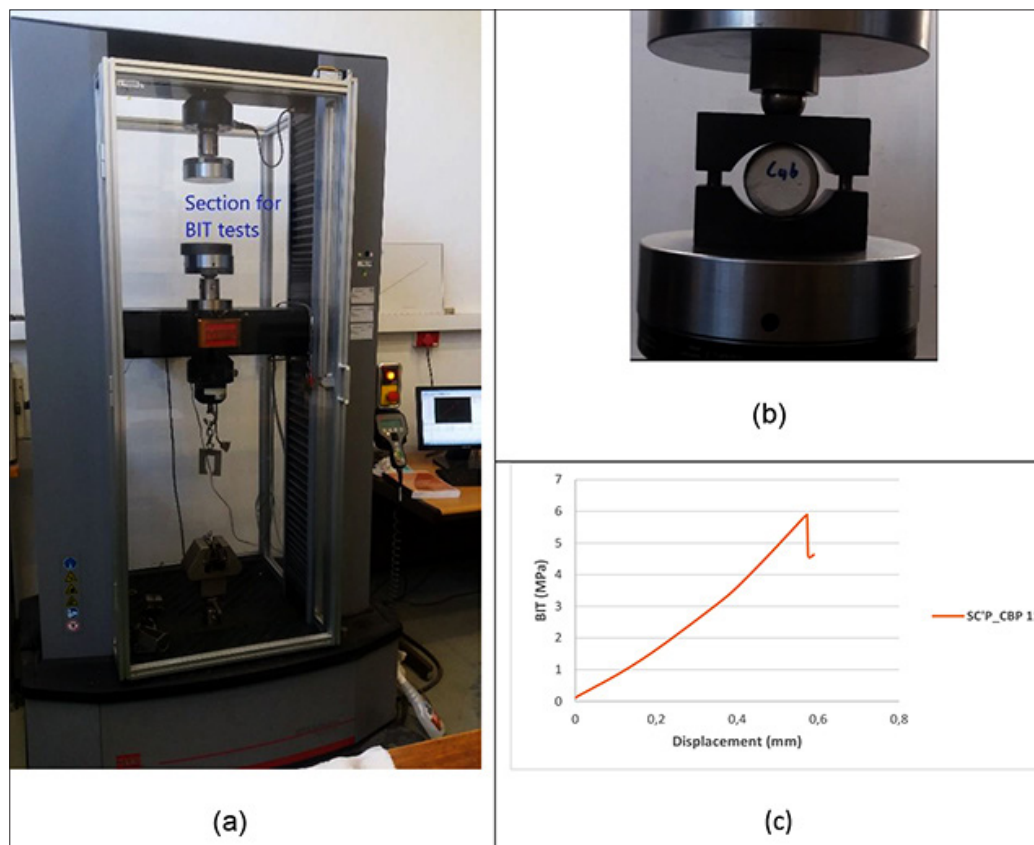 Section for
BIT tests
(a)
Cab
(b)
7
6
5
4
3
2
1
0
BIT (MPa)
0
0,2
0,4
0,6
0,8
Displacement (mm)
SC'P_CBP 1
(c)